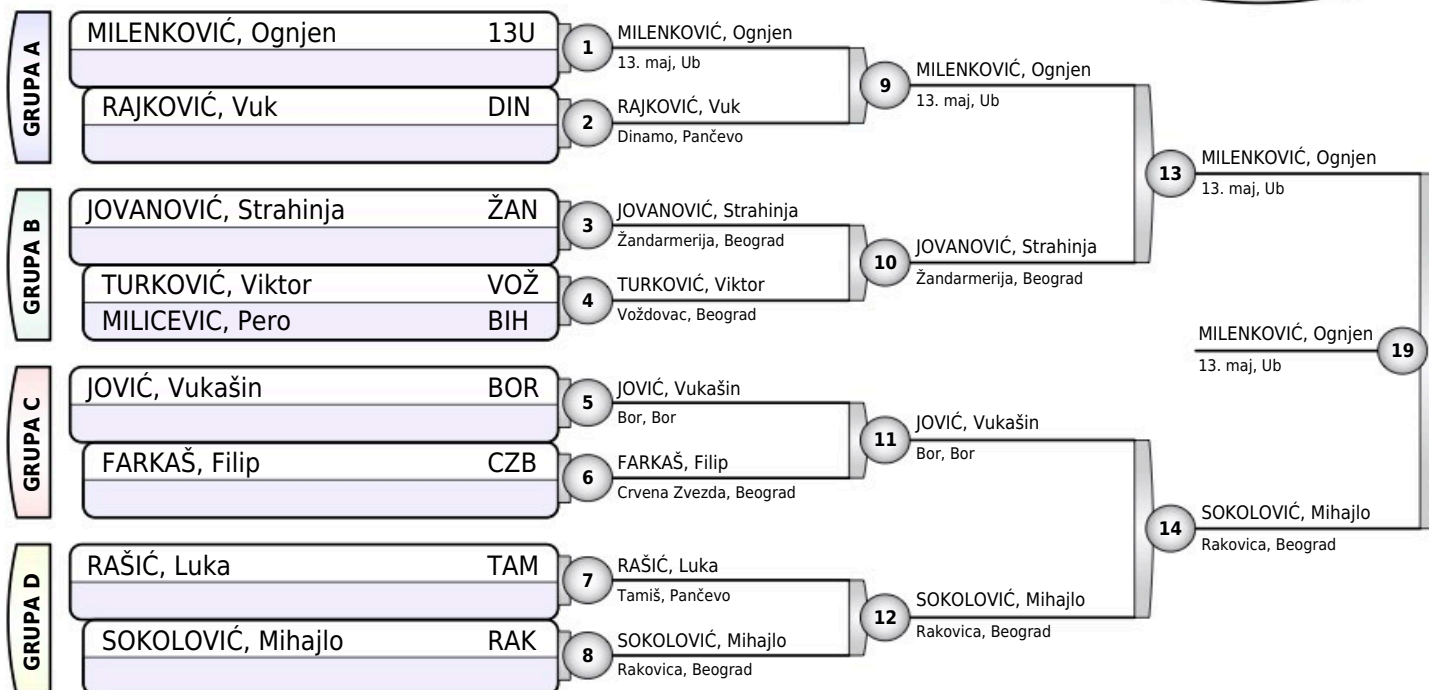 GRUPA A
MILENKOVIĆ, Ognjen 13U
RAJKOVIĆ, Vuk DIN
GRUPA B
JOVANOVIĆ, Strahinja ŽAN
TURKOVIĆ, Viktor VOŽ
MILICEVIC, Pero BIH
GRUPA C
JOVIĆ, Vukašin BOR
FARKAŠ, Filip CZB
GRUPA D
RAŠIĆ, Luka TAM
SOKOLOVIĆ, Mihajlo RAK
1
MILENKOVIĆ, Ognjen
13. maj, Ub
2
RAJKOVIĆ, Vuk
Dinamo, Pančevo
3
JOVANOVIĆ, Strahinja
Žandarmerija, Beograd
4
TURKOVIĆ, Viktor
Voždovac, Beograd
5
JOVIĆ, Vukašin
Bor, Bor
6
FARKAŠ, Filip
Crvena Zvezda, Beograd
7
RAŠIĆ, Luka
Tamiš, Pančevo
8
SOKOLOVIĆ, Mihajlo
Rakovica, Beograd
9
MILENKOVIĆ, Ognjen
13. maj, Ub
10
JOVANOVIĆ, Strahinja
Žandarmerija, Beograd
11
JOVIĆ, Vukašin
Bor, Bor
12
SOKOLOVIĆ, Mihajlo
Rakovica, Beograd
13
MILENKOVIĆ, Ognjen
13. maj, Ub
14
SOKOLOVIĆ, Mihajlo
Rakovica, Beograd
MILENKOVIĆ, Ognjen
13. maj, Ub
19